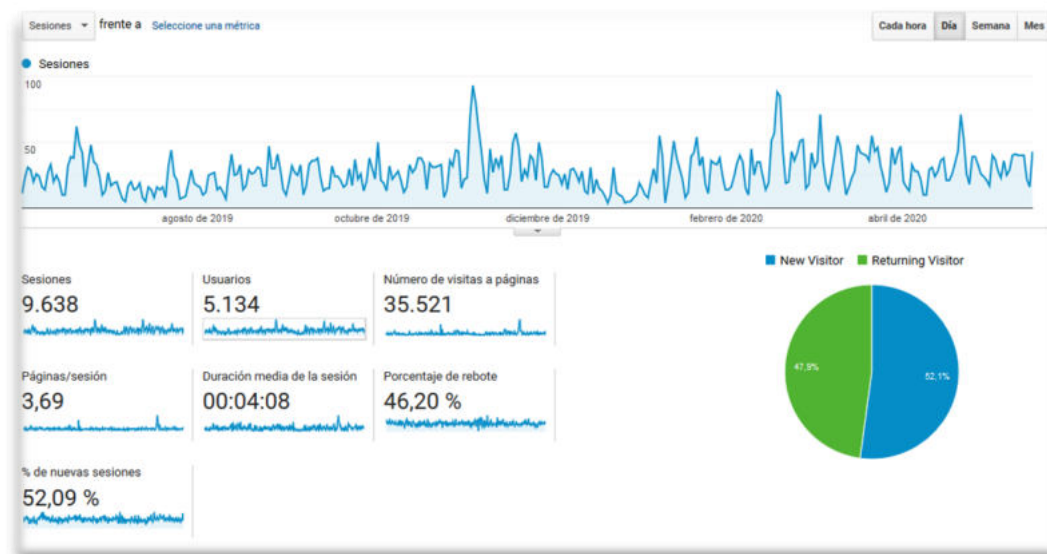 Sesiones frente a Seleccione una métrica Cada hora Día Semana Mes
Sesiones
100
50
agosto de 2019 octubre de 2019 diciembre de 2019 febrero de 2020 abril de 2020
New Visitor Returning Visitor
Sesiones Usuarios Número de visitas a páginas
9.638 5.134 35.521
Páginas/sesión Duración media de la sesión Porcentaje de rebote
3,69 00:04:08 46,20 %
47,9% 52,1%
% de nuevas sesiones
52,09 %